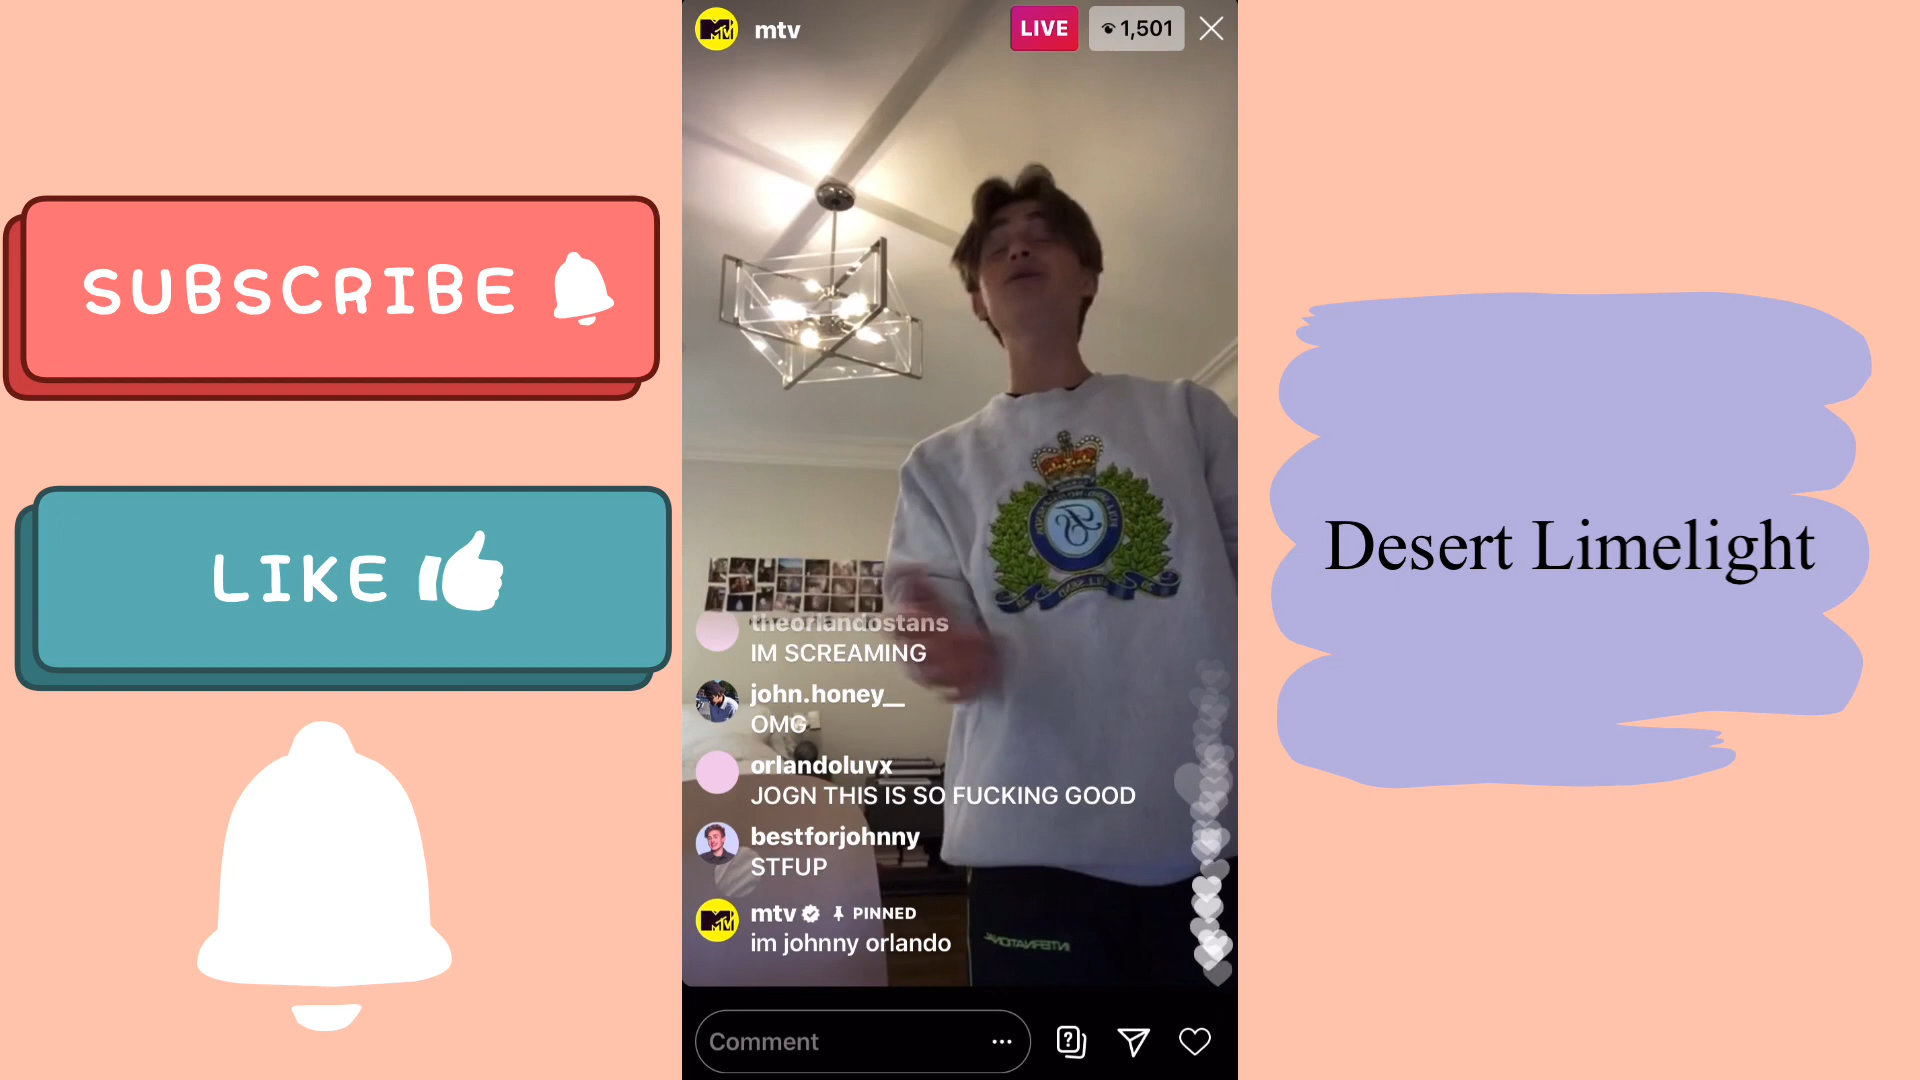 mtv
LIVE
1,501
SUBSCRIBE
LIKE
Desert Limelight
theorlandostans
IM SCREAMING
john.honey__
OMG
orlandoluvx
JOGN THIS IS SO FUCKING GOOD
bestforjohnny
STFUP
mtv PINNED
im johnny orlando
Comment